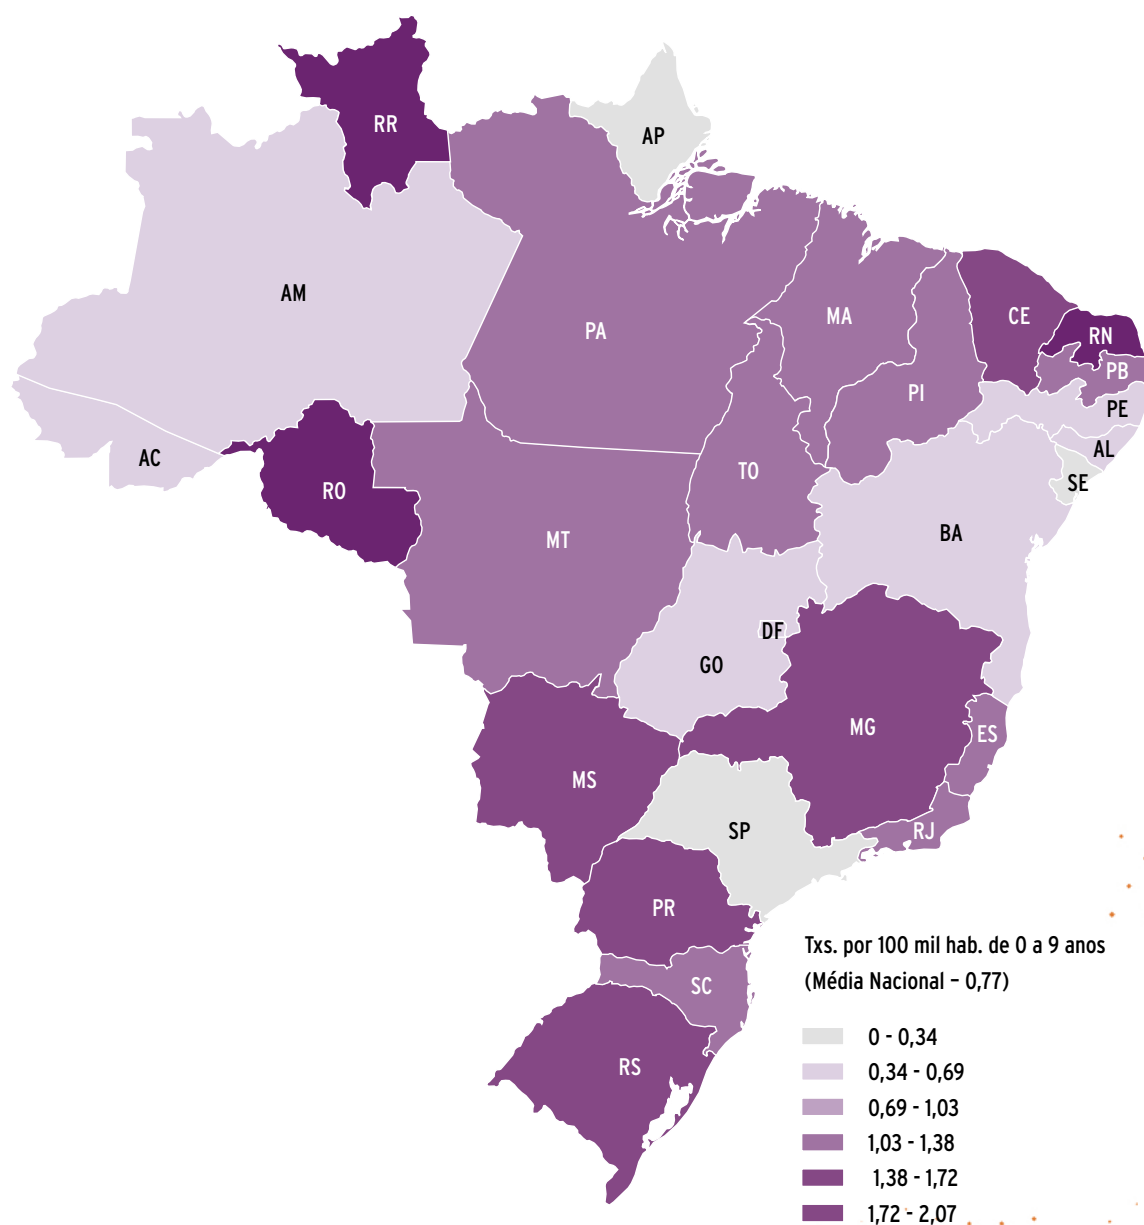 RR
AP
AM
PA
MA
CE
RN
PB
PI
PE
AL
AC
TO
SE
RO
BA
MT
DF
GO
MG
ES
MS
SP
RJ
PR
SC
RS
Txs. por 100 mil hab. de 0 a 9 anos
(Média Nacional – 0,77)
0 - 0,34
0,34 - 0,69
0,69 - 1,03
1,03 - 1,38
1,38 - 1,72
1,72 - 2,07